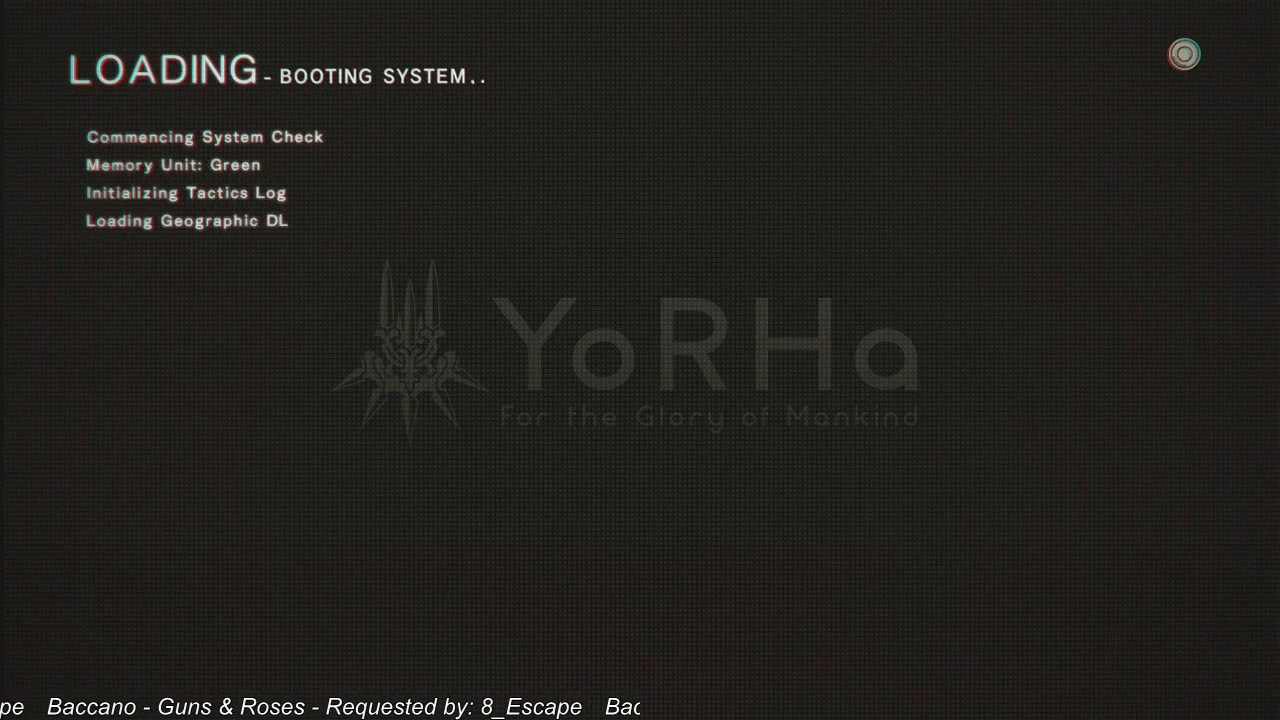 LOADING - BOOTING SYSTEM..
Commencing System Check
Memory Unit: Green
Initializing Tactics Log
Loading Geographic DL
YoRHa
For the Glory of Mankind
pe Baccano - Guns & Roses - Requested by: 8_Escape Bac